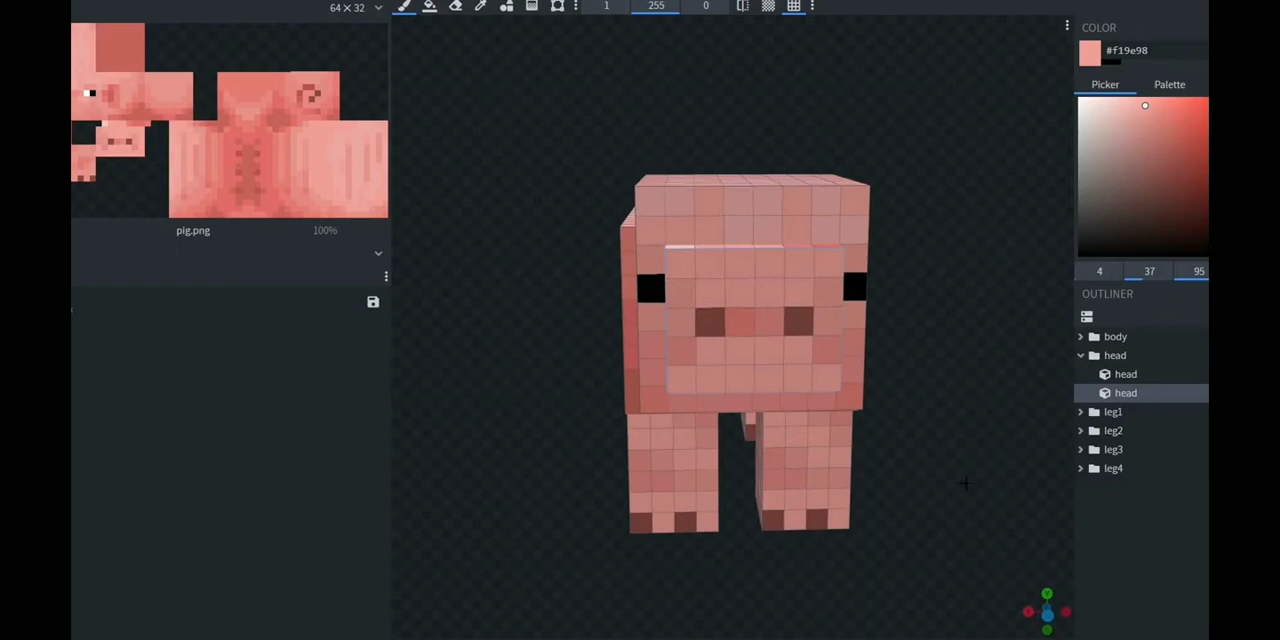 64 × 32
1 255 0
COLOR
#f19e98
Picker Palette
pig.png 100%
4 37 95
OUTLINER
body
head
head
head
leg1
leg2
leg3
leg4
Y